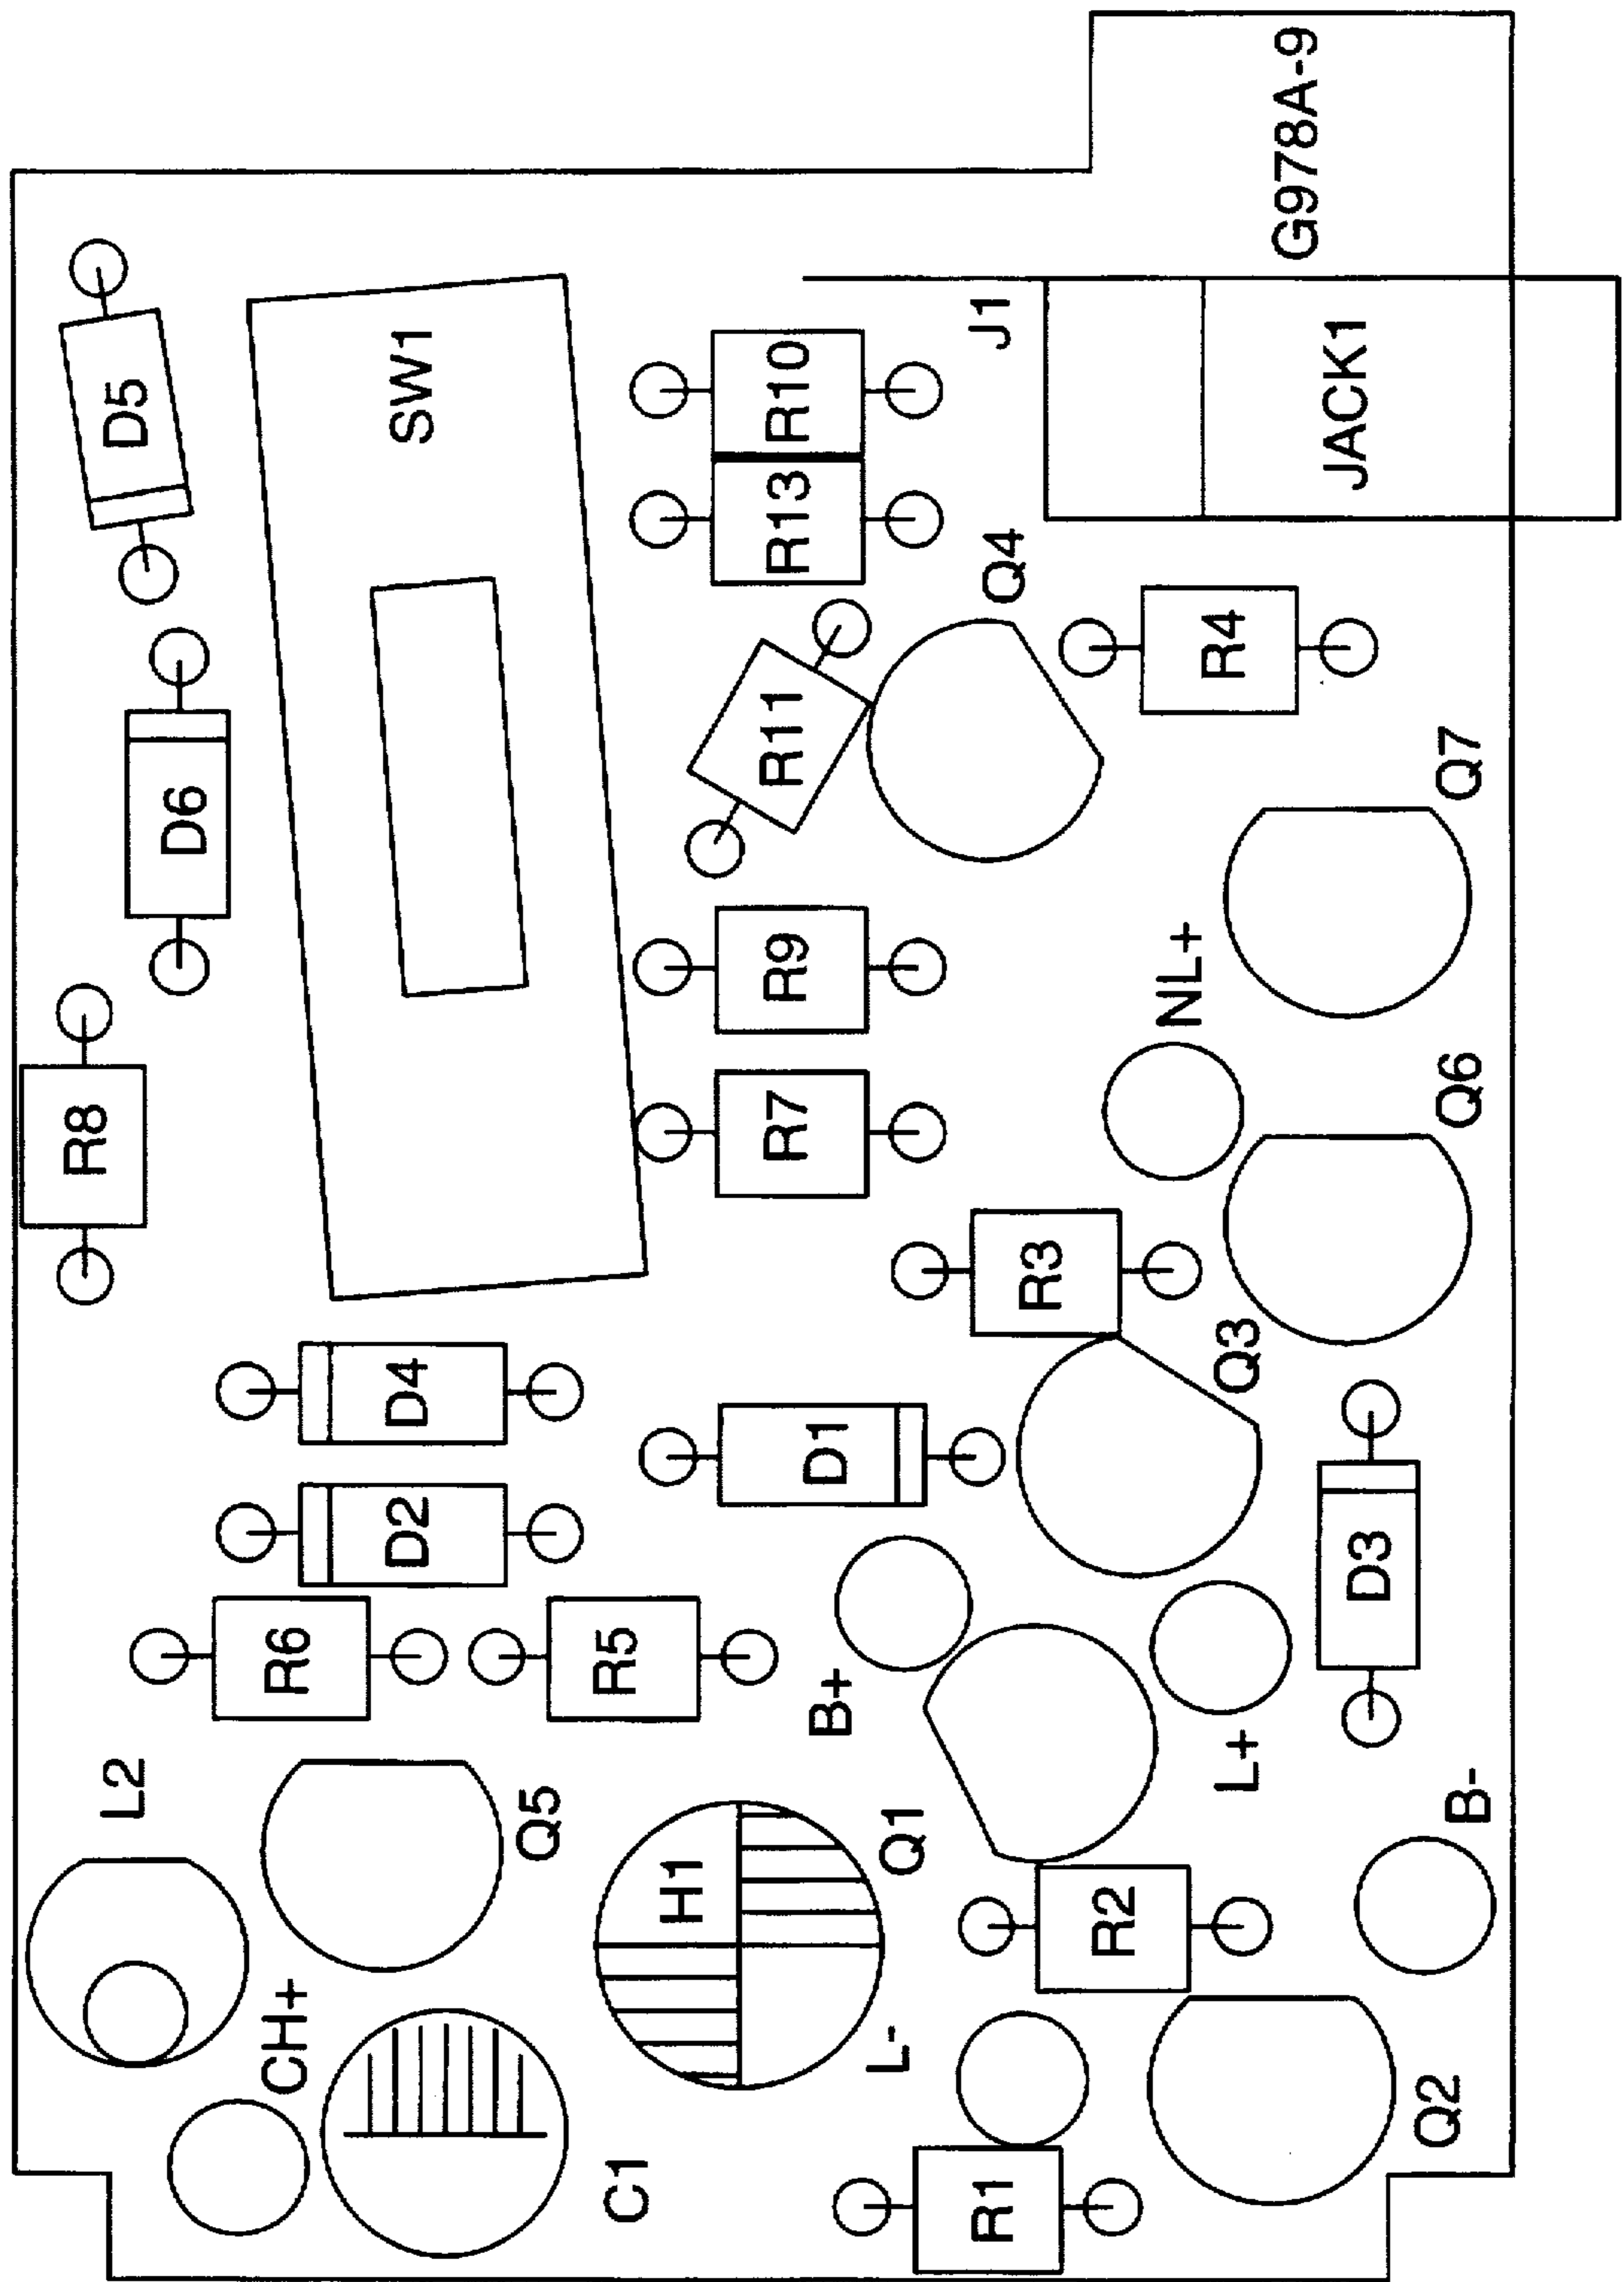 G978A-9
D5
SW1
R10
J1
JACK1
R13
Q4
R4
D6
R11
Q7
R9
NL+
R8
R7
Q6
R3
Q3
D4
D1
D2
D3
R6
R5
B+
L+
L2
Q5
Q1
B-
H1
R2
CH+
L-
Q2
C1
R1